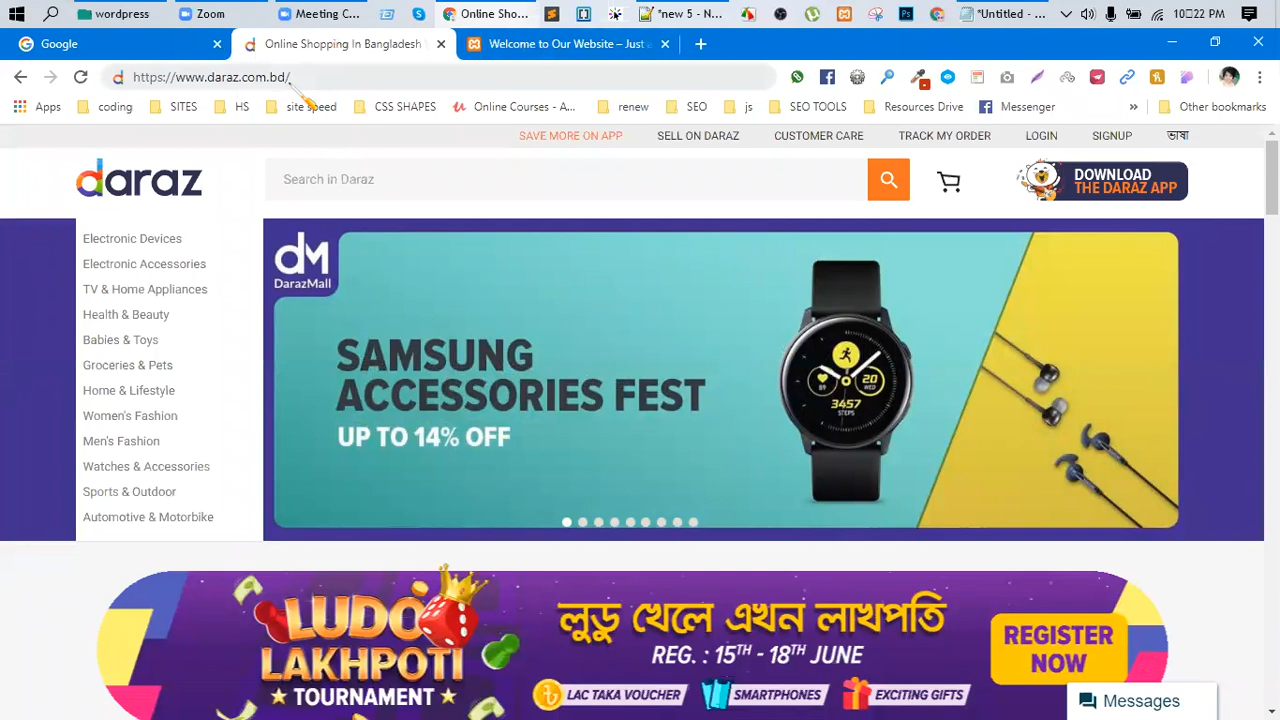 wordpress
Zoom
Meeting C...
Online Sho...
*new 5 - N...
*Untitled - ...
10:22 PM
Google
Online Shopping In Bangladesh
Welcome to Our Website – Just a
https://www.daraz.com.bd/
Apps
coding
SITES
HS
site speed
CSS SHAPES
Online Courses - A...
renew
SEO
js
SEO TOOLS
Resources Drive
Messenger
»
Other bookmarks
SAVE MORE ON APP
SELL ON DARAZ
CUSTOMER CARE
TRACK MY ORDER
LOGIN
SIGNUP
ভাষা
daraz
Search in Daraz
DOWNLOAD
THE DARAZ APP
Electronic Devices
Electronic Accessories
TV & Home Appliances
Health & Beauty
Babies & Toys
Groceries & Pets
Home & Lifestyle
Women's Fashion
Men's Fashion
Watches & Accessories
Sports & Outdoor
Automotive & Motorbike
dM
DarazMall
SAMSUNG
ACCESSORIES FEST
UP TO 14% OFF
89
20
WED
3457
STEPS
LUDO
LAKHPOTI
TOURNAMENT
লুডু খেলে এখন লাখপতি
REG. : 15TH - 18TH JUNE
LAC TAKA VOUCHER
SMARTPHONES
EXCITING GIFTS
REGISTER
NOW
Messages